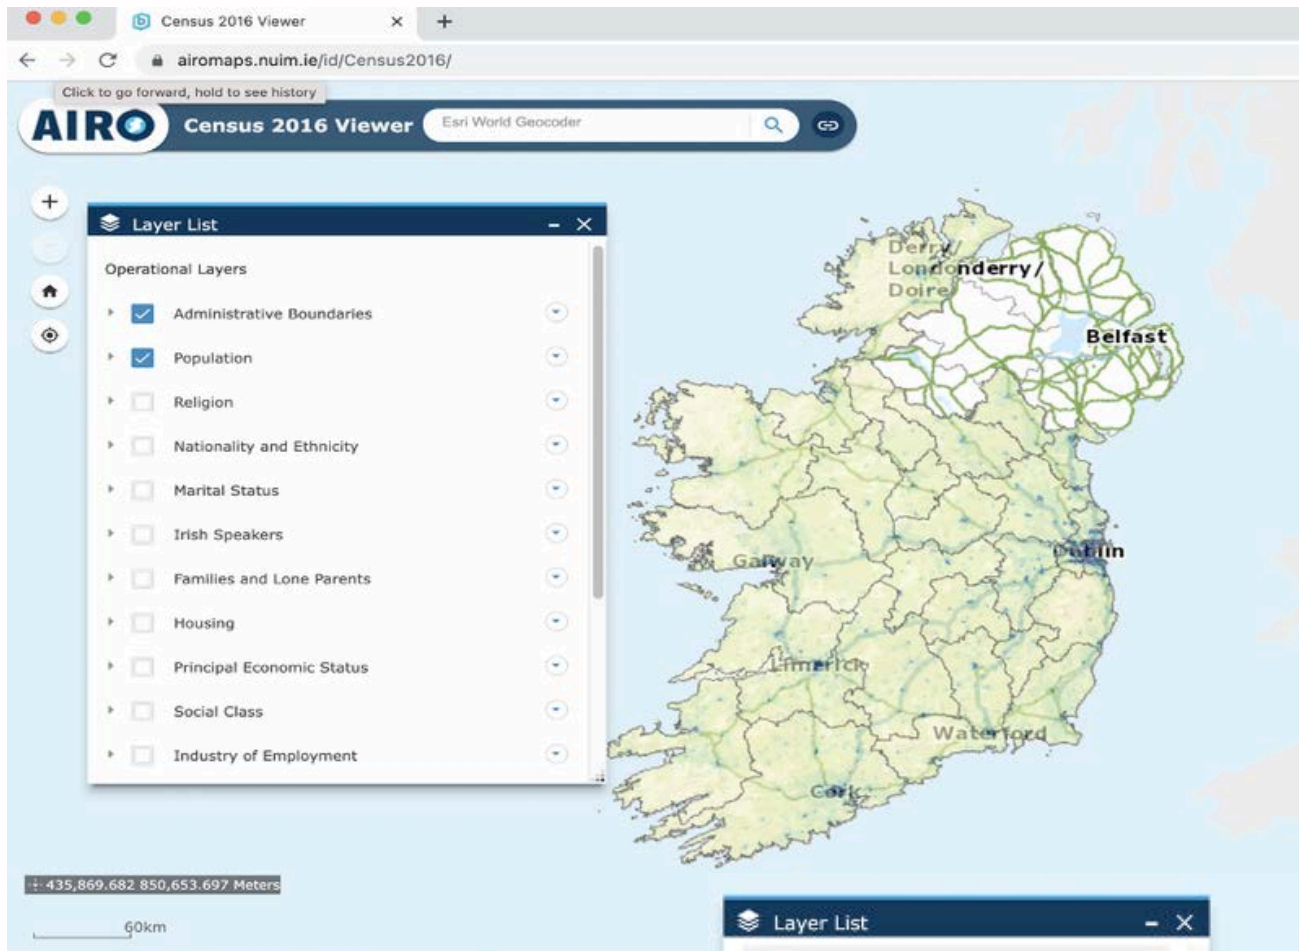 Census 2016 Viewer
airomaps.nuim.ie/id/Census2016/
Click to go forward, hold to see history
AIRO Census 2016 Viewer Esri World Geocoder
Layer List
Operational Layers
Administrative Boundaries
Population
Religion
Nationality and Ethnicity
Marital Status
Irish Speakers
Families and Lone Parents
Housing
Principal Economic Status
Social Class
Industry of Employment
Derry/
Londonderry/
Doire
Belfast
Dublin
Galway
Limerick
Waterford
Cork
435,869.682 850,653.697 Meters
60km
Layer List